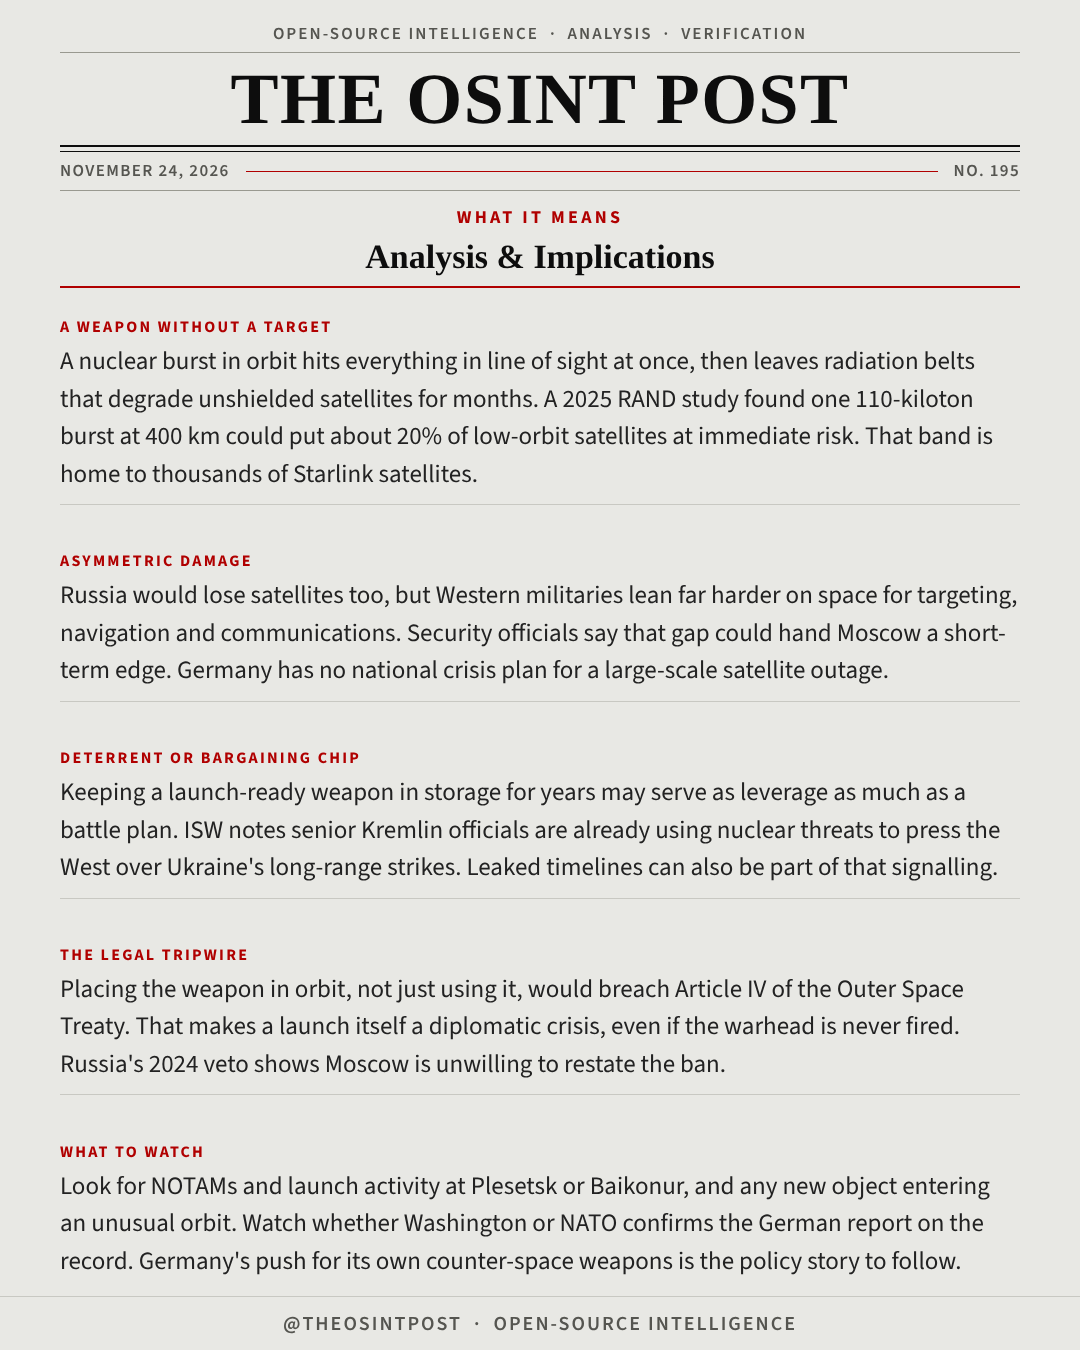 OPEN-SOURCE INTELLIGENCE · ANALYSIS · VERIFICATION
THE OSINT POST
NOVEMBER 24, 2026
NO. 195
WHAT IT MEANS
Analysis & Implications
A WEAPON WITHOUT A TARGET
A nuclear burst in orbit hits everything in line of sight at once, then leaves radiation belts
that degrade unshielded satellites for months. A 2025 RAND study found one 110-kiloton
burst at 400 km could put about 20% of low-orbit satellites at immediate risk. That band is
home to thousands of Starlink satellites.
ASYMMETRIC DAMAGE
Russia would lose satellites too, but Western militaries lean far harder on space for targeting,
navigation and communications. Security officials say that gap could hand Moscow a short-
term edge. Germany has no national crisis plan for a large-scale satellite outage.
DETERRENT OR BARGAINING CHIP
Keeping a launch-ready weapon in storage for years may serve as leverage as much as a
battle plan. ISW notes senior Kremlin officials are already using nuclear threats to press the
West over Ukraine's long-range strikes. Leaked timelines can also be part of that signalling.
THE LEGAL TRIPWIRE
Placing the weapon in orbit, not just using it, would breach Article IV of the Outer Space
Treaty. That makes a launch itself a diplomatic crisis, even if the warhead is never fired.
Russia's 2024 veto shows Moscow is unwilling to restate the ban.
WHAT TO WATCH
Look for NOTAMs and launch activity at Plesetsk or Baikonur, and any new object entering
an unusual orbit. Watch whether Washington or NATO confirms the German report on the
record. Germany's push for its own counter-space weapons is the policy story to follow.
@THEOSINTPOST · OPEN-SOURCE INTELLIGENCE